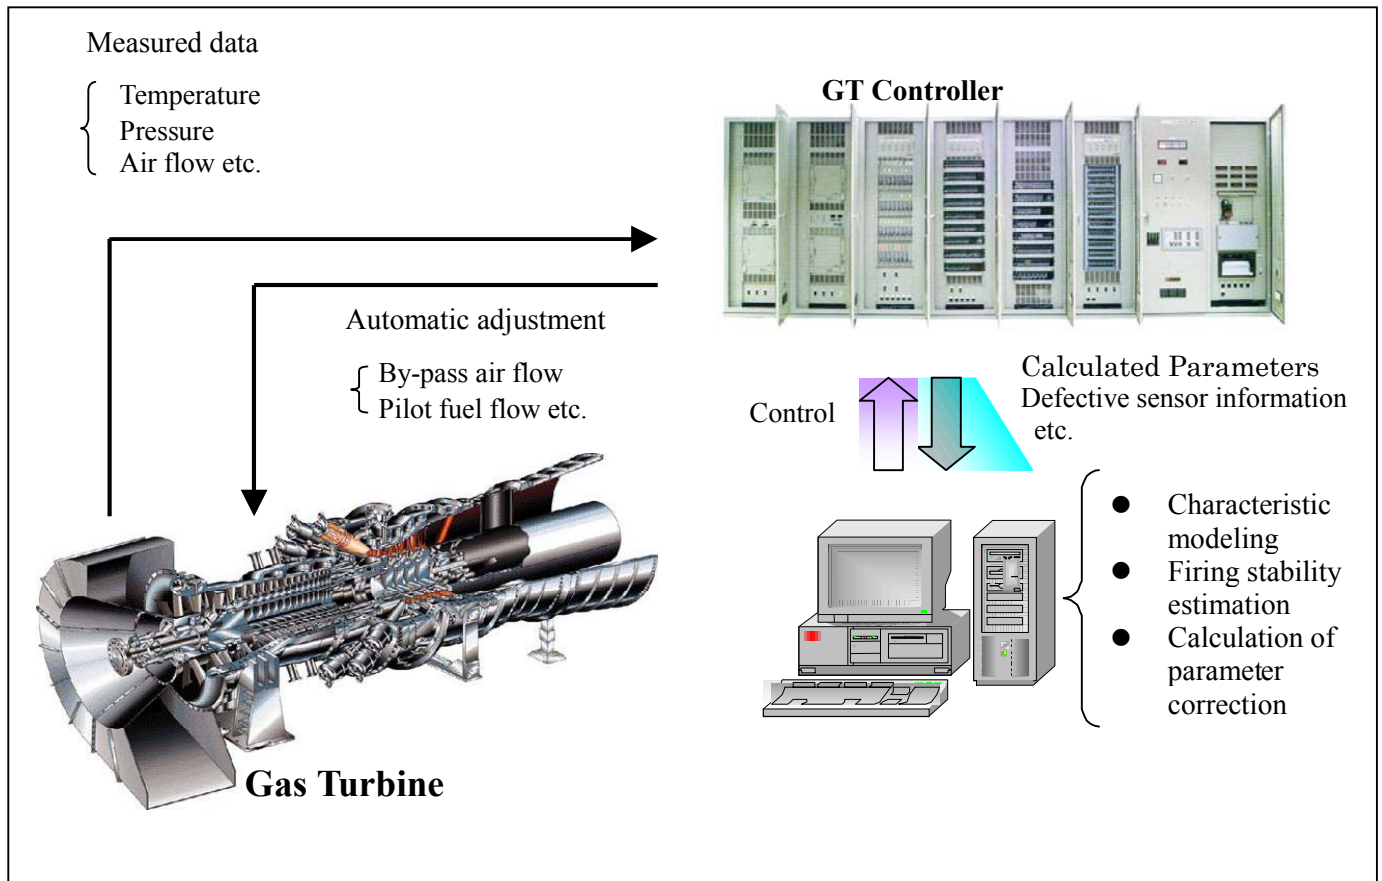 Measured data
Temperature
Pressure
Air flow etc.
GT Controller
Automatic adjustment
By-pass air flow
Pilot fuel flow etc.
Control
Calculated Parameters
Defective sensor information
etc.
● Characteristic
modeling
● Firing stability
estimation
● Calculation of
parameter
correction
Gas Turbine